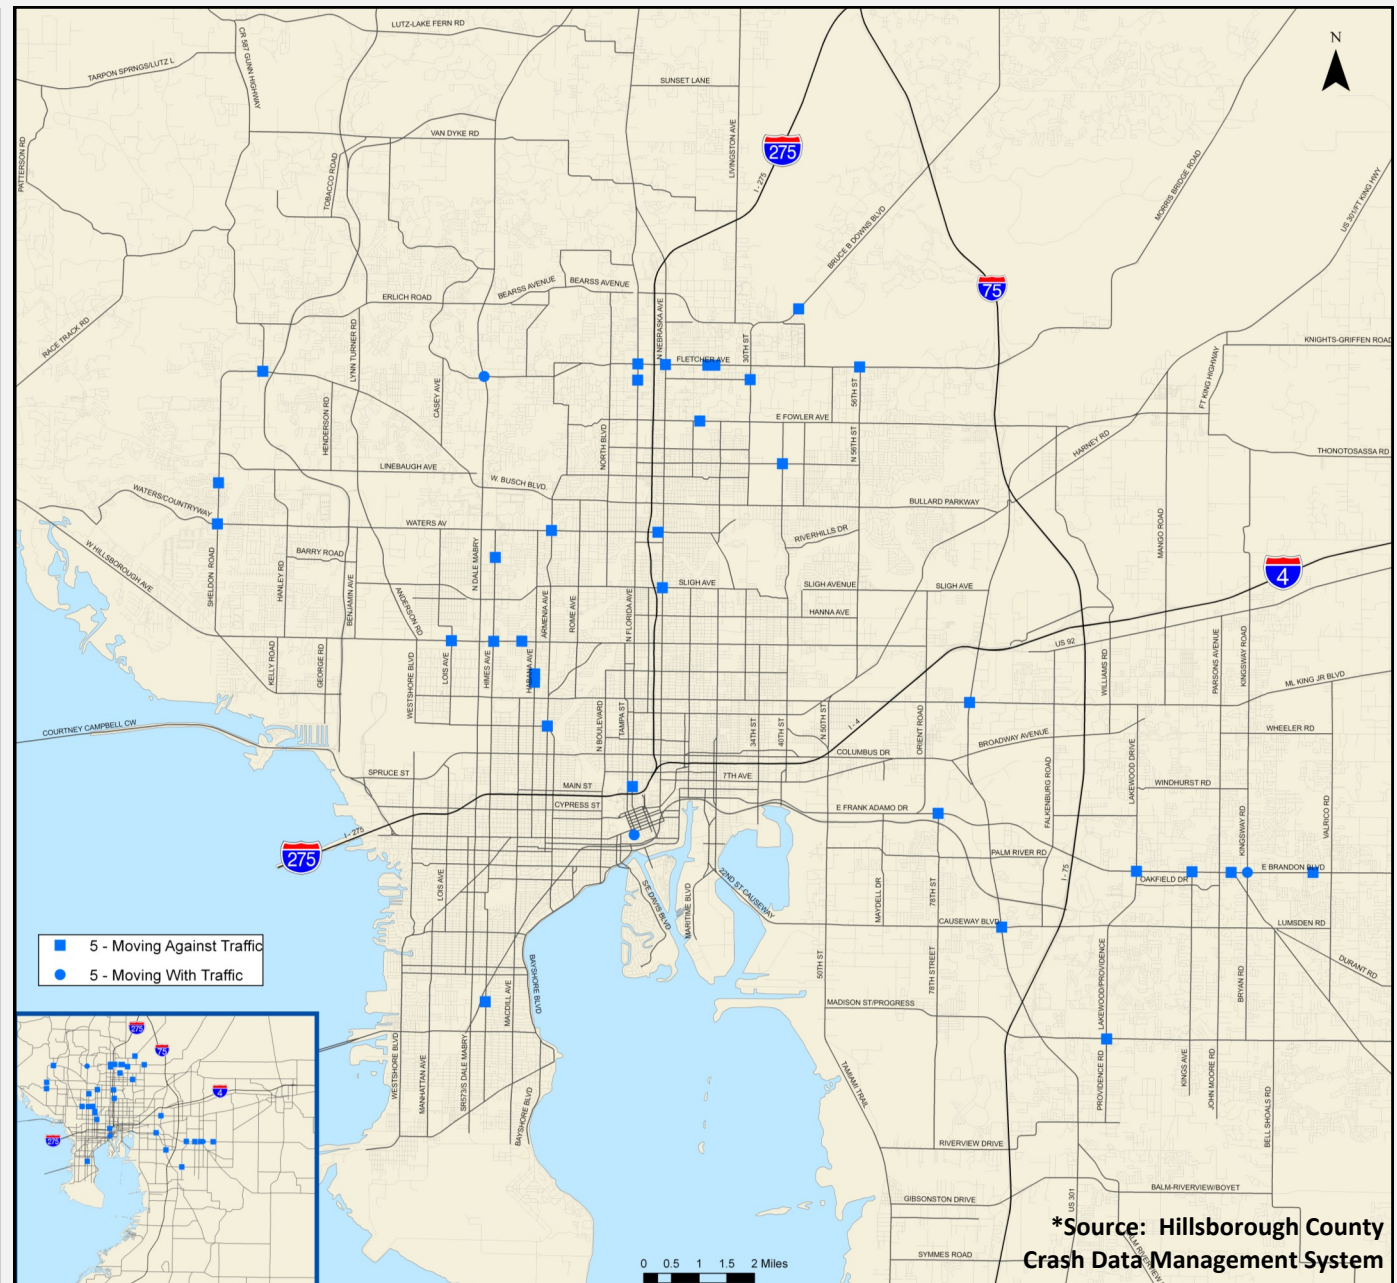 LUTZ-LAKE FERN RD
CR 587 GUNN HIGHWAY
TARPON SPRNGS/LUTZ L
SUNSET LANE
N
PATTERSON RD
VAN DYKE RD
LIVINGSTON AVE
275
I - 275
TOBACCO ROAD
MORRIS BRIDGE ROAD
US 301/FT KING HWY
BRUCE B DOWNS BLVD
BEARSS AVENUE
BEARSS AVENUE
75
ERLICH ROAD
RACE TRACK RD
LYNN TURNER RD
N NEBRASKA AVE
30TH ST
FLETCHER AVE
KNIGHTS-GRIFFEN ROAD
FT KING HIGHWAY
CASEY AVE
56TH ST
HENDERSON RD
E FOWLER AVE
NORTH BLVD
N 56TH ST
HARNEY RD
THONOTOSASSA RD
LINEBAUGH AVE
W. BUSCH BLVD.
WATERS/COUNTRYWAY
BULLARD PARKWAY
WATERS AV
RIVERHILLS DR
MANGO ROAD
W HILLSBOROUGH AVE
BARRY ROAD
N DALE MABRY
4
SHELDON ROAD
HANLEY RD
BENJAMIN AVE
ANDERSON RD
SLIGH AVE
SLIGH AVENUE
SLIGH AVE
ARMENIA AVE
ROME AVE
N FLORIDA AVE
HANNA AVE
US 92
KELLY ROAD
GEORGE RD
WESTSHORE BLVD
LOIS AVE
HIMES AVE
HABANA AVE
WILLIAMS RD
PARSONS AVENUE
KINGSWAY ROAD
ML KING JR BLVD
COURTNEY CAMPBELL CW
N BOULEVARD
TAMPA ST
34TH ST
40TH ST
N 50TH ST
I - 4
ORIENT ROAD
BROADWAY AVENUE
WHEELER RD
COLUMBUS DR
SPRUCE ST
7TH AVE
MAIN ST
CYPRESS ST
FALKENBURG ROAD
LAKEWOOD DRIVE
WINDHURST RD
E FRANK ADAMO DR
KINGSWAY RD
VALRICO RD
I - 275
275
PALM RIVER RD
E BRANDON BLVD
OAKFIELD DR
LOIS AVE
S/E DAVIS BLVD
MARITIME BLVD
22ND ST CAUSEWAY
MAYDELL DR
78TH ST
I - 75
CAUSEWAY BLVD
LUMSDEN RD
5 - Moving Against Traffic
5 - Moving With Traffic
BAYSHORE BLVD
50TH ST
78TH STREET
LAKEWOOD/PROVIDENCE
BRYAN RD
DURANT RD
MACDILL AVE
MADISON ST/PROGRESS
275
75
4
275
WESTSHORE BLVD
MANHATTAN AVE
SR573/S DALE MABRY
BAYSHORE BLVD
TAMIAMI TRAIL
PROVIDENCE RD
KINGS AVE
JOHN MOORE RD
BELL SHOALS RD
RIVERVIEW DRIVE
BALM-RIVERVIEW/BOYET
GIBSONSTON DRIVE
US 301
*Source: Hillsborough County
Crash Data Management System
SYMMES ROAD
0 0.5 1 1.5 2 Miles